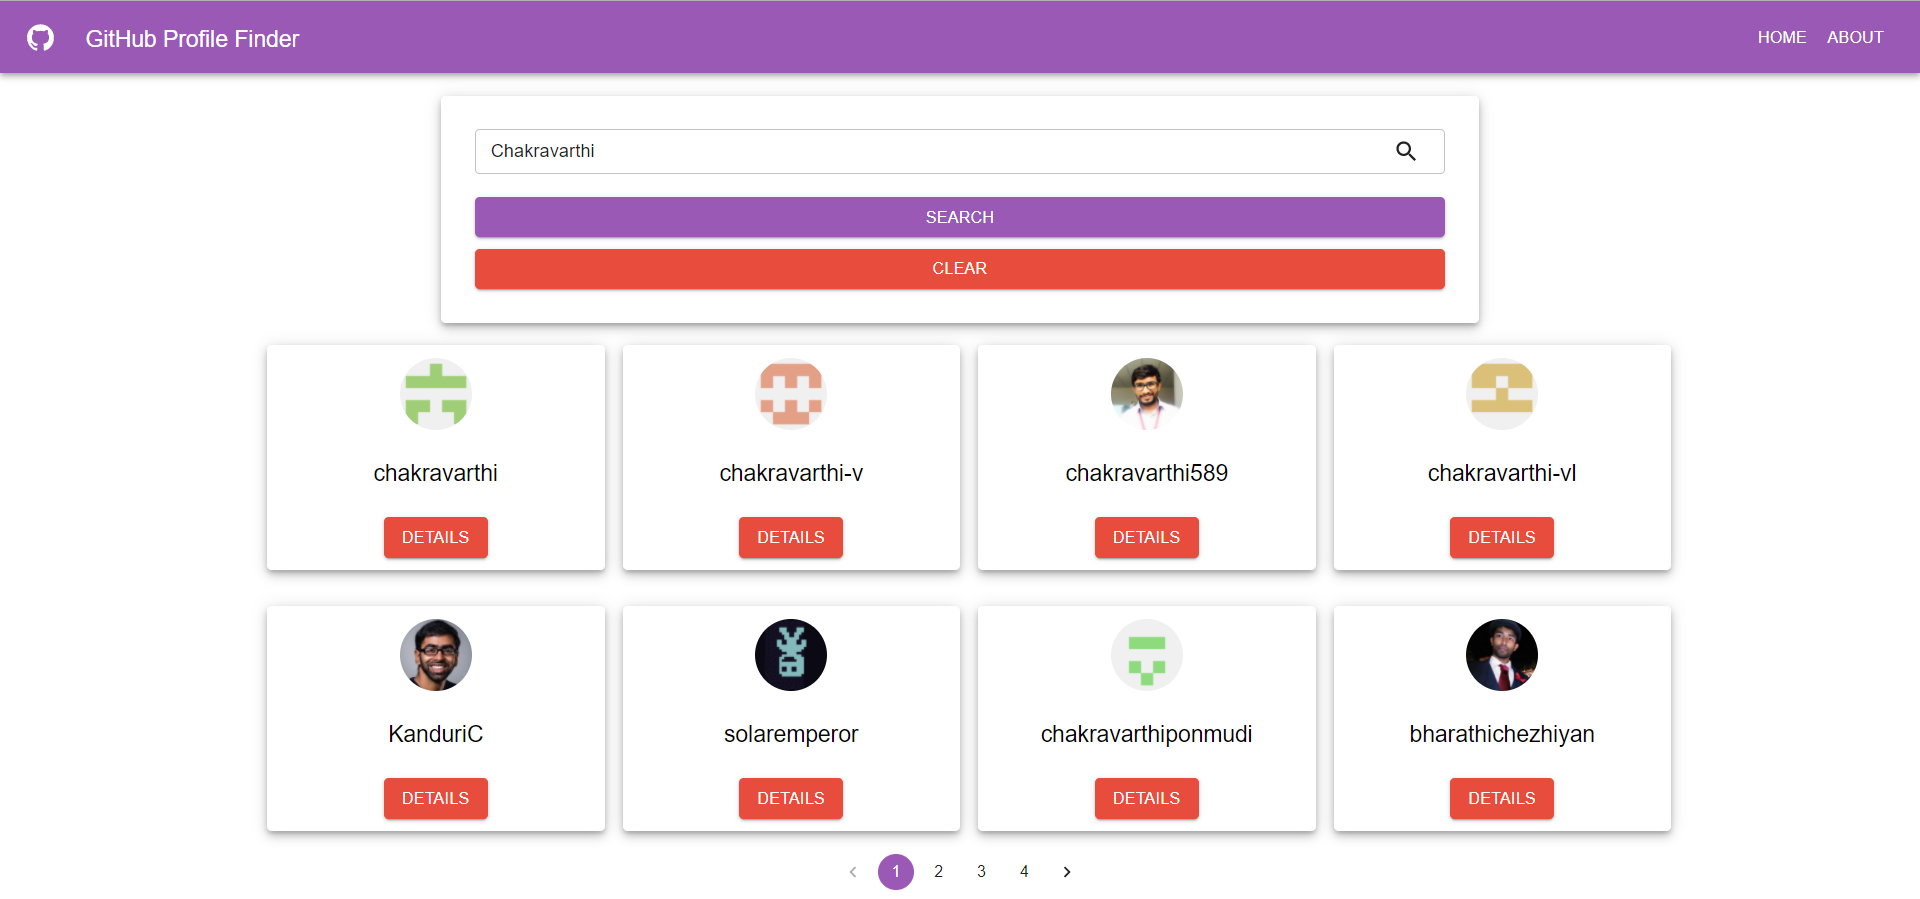 GitHub Profile Finder
HOME ABOUT
Chakravarthi
SEARCH
CLEAR
chakravarthi
DETAILS
chakravarthi-v
DETAILS
chakravarthi589
DETAILS
chakravarthi-vl
DETAILS
KanduriC
DETAILS
solaremperor
DETAILS
chakravarthiponmudi
DETAILS
bharathichezhiyan
DETAILS
1 2 3 4